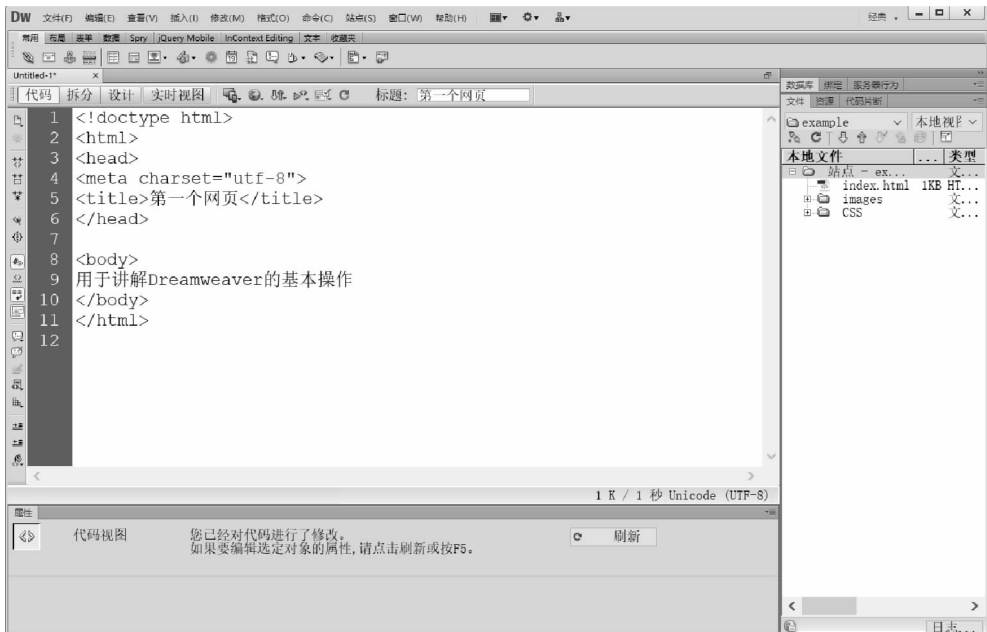 DW 文件(F) 编辑(E) 查看(V) 插入(I) 修改(M) 格式(O) 命令(C) 站点(S) 窗口(W) 帮助(H) 经典
常用 布局 表单 数据 Spry jQuery Mobile InContext Editing 文本 收藏夹
Untitled-1*
代码 拆分 设计 实时视图 标题: 第一个网页
1 <!doctype html>
2 <html>
3 <head>
4 <meta charset="utf-8">
5 <title>第一个网页</title>
6 </head>
7
8 <body>
9 用于讲解Dreamweaver的基本操作
10 </body>
11 </html>
12
1 K / 1 秒 Unicode (UTF-8)
属性
代码视图 您已经对代码进行了修改。 刷新
如果要编辑选定对象的属性,请点击刷新或按F5。
数据库 绑定 服务器行为
文件 资源 代码片断
example 本地视图
本地文件 ... 类型
站点 - ex... 文...
index.html 1KB HT...
images 文...
CSS 文...
日志...